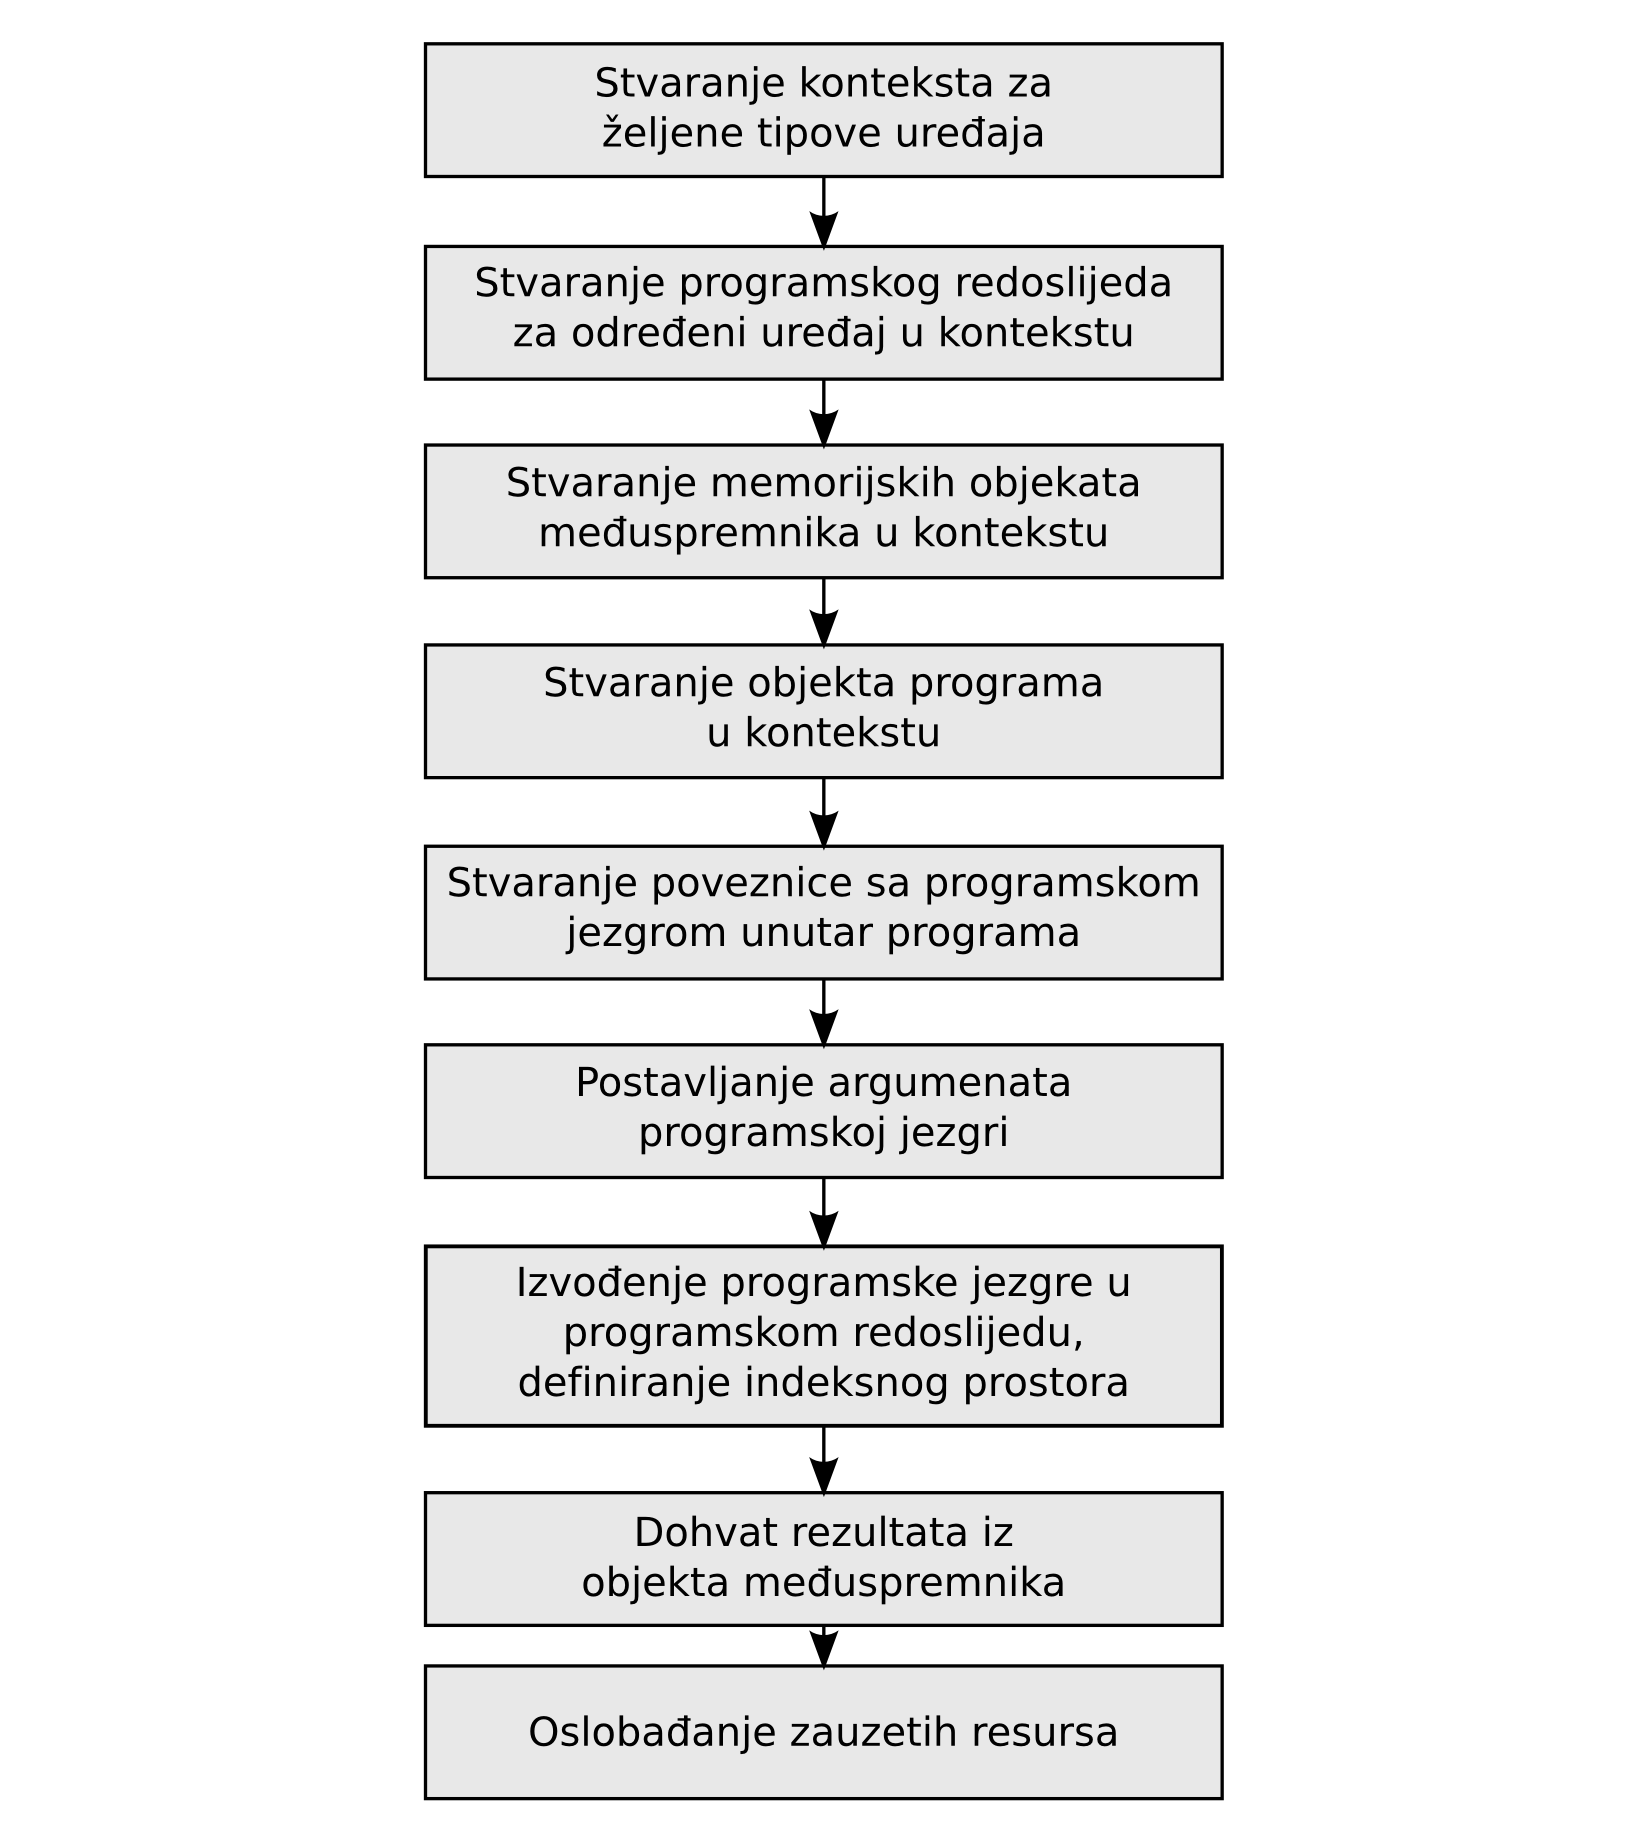 Stvaranje konteksta za
željene tipove uređaja
Stvaranje programskog redoslijeda
za određeni uređaj u kontekstu
Stvaranje memorijskih objekata
međuspremnika u kontekstu
Stvaranje objekta programa
u kontekstu
Stvaranje poveznice sa programskom
jezgrom unutar programa
Postavljanje argumenata
programskoj jezgri
Izvođenje programske jezgre u
programskom redoslijedu,
definiranje indeksnog prostora
Dohvat rezultata iz
objekta međuspremnika
Oslobađanje zauzetih resursa